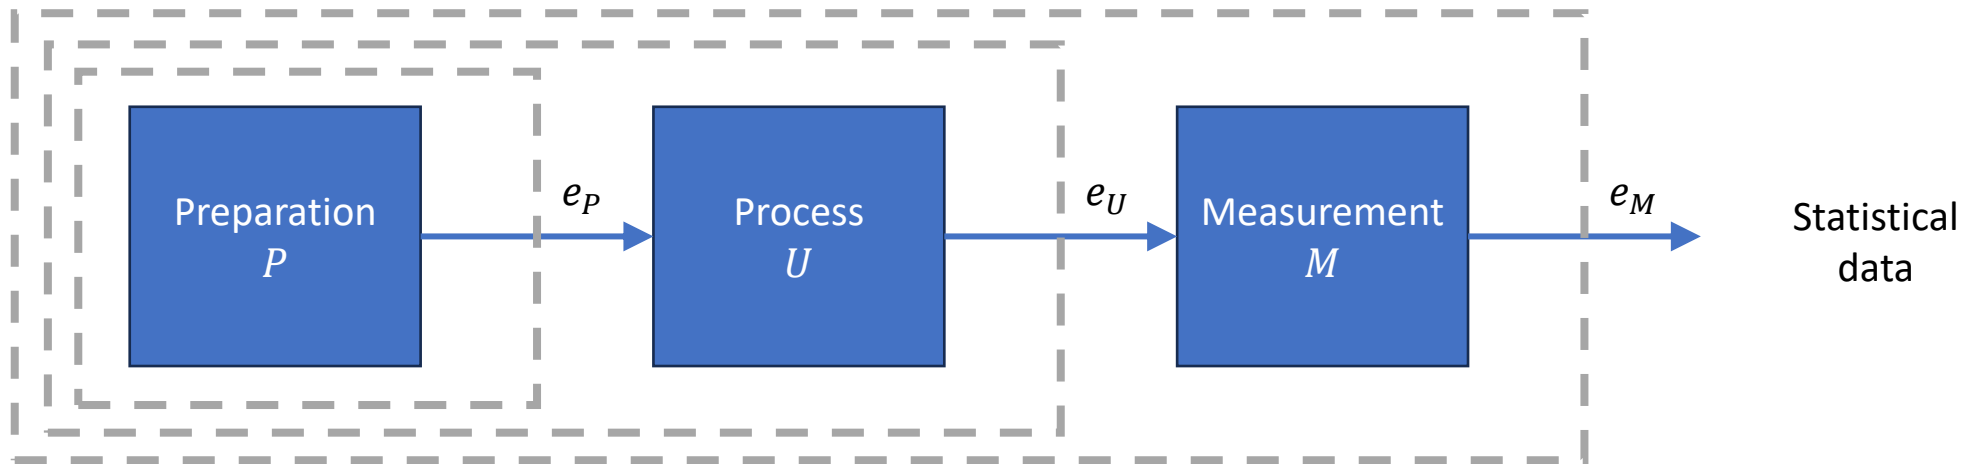 Preparation
P
e_P
Process
U
e_U
Measurement
M
e_M
Statistical
data